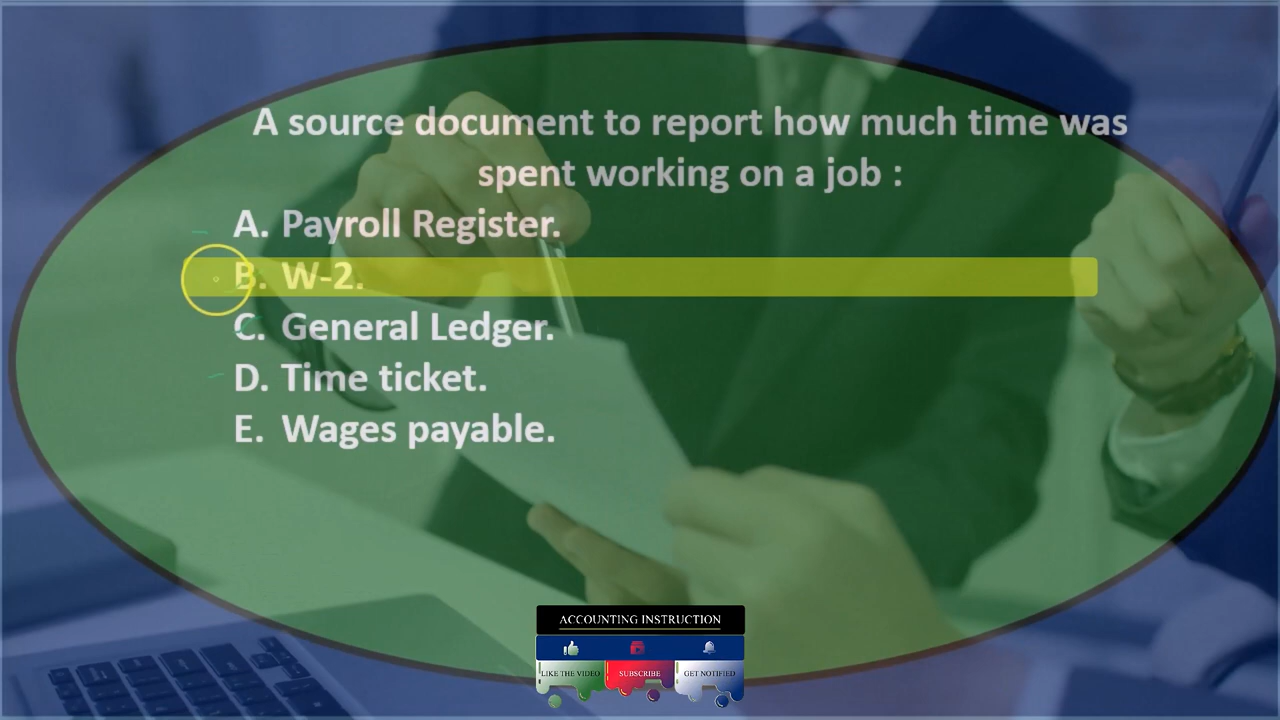 A source document to report how much time was
spent working on a job :
A. Payroll Register.
B. W-2.
C. General Ledger.
D. Time ticket.
E. Wages payable.
ACCOUNTING INSTRUCTION
LIKE THE VIDEO SUBSCRIBE GET NOTIFIED